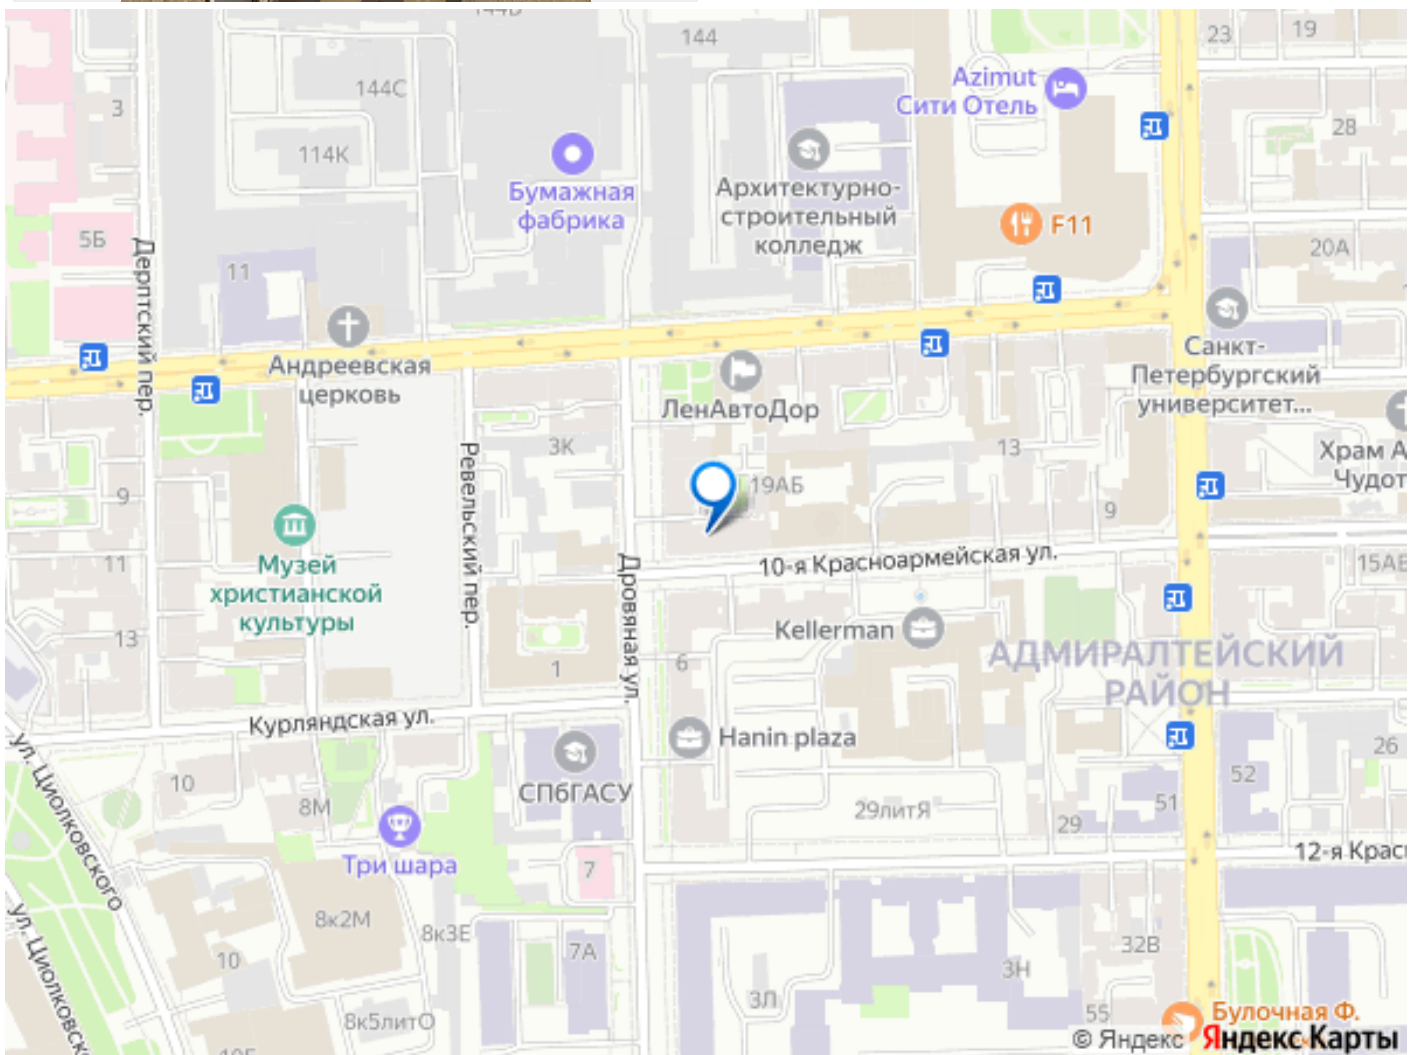 144
23
19
Azimut
Сити Отель
144С
3
28
114К
Бумажная
фабрика
Архитектурно-
строительный
колледж
F11
5Б
20А
Дерптский пер.
11
Андреевская
церковь
Санкт-
Петербургский
университет...
ЛенАвтоДор
Храм А
Чудот
3К
13
Ревельский пер.
19АБ
9
9
Музей
христианской
культуры
11
10-я Красноармейская ул.
15АБ
Дровяная ул.
Kellerman
13
АДМИРАЛТЕЙСКИЙ
РАЙОН
6
1
Курляндская ул.
Hanin plaza
26
ул. Циолковского
10
СПбГАСУ
52
8М
29литЯ
51
29
Три шара
7
12-я Крас
8к2М
8к3Е
7А
32В
ул. Циолковск
10
3Н
3Л
8к5литО
55
Булочная Ф.
© Яндекс Яндекс Карты